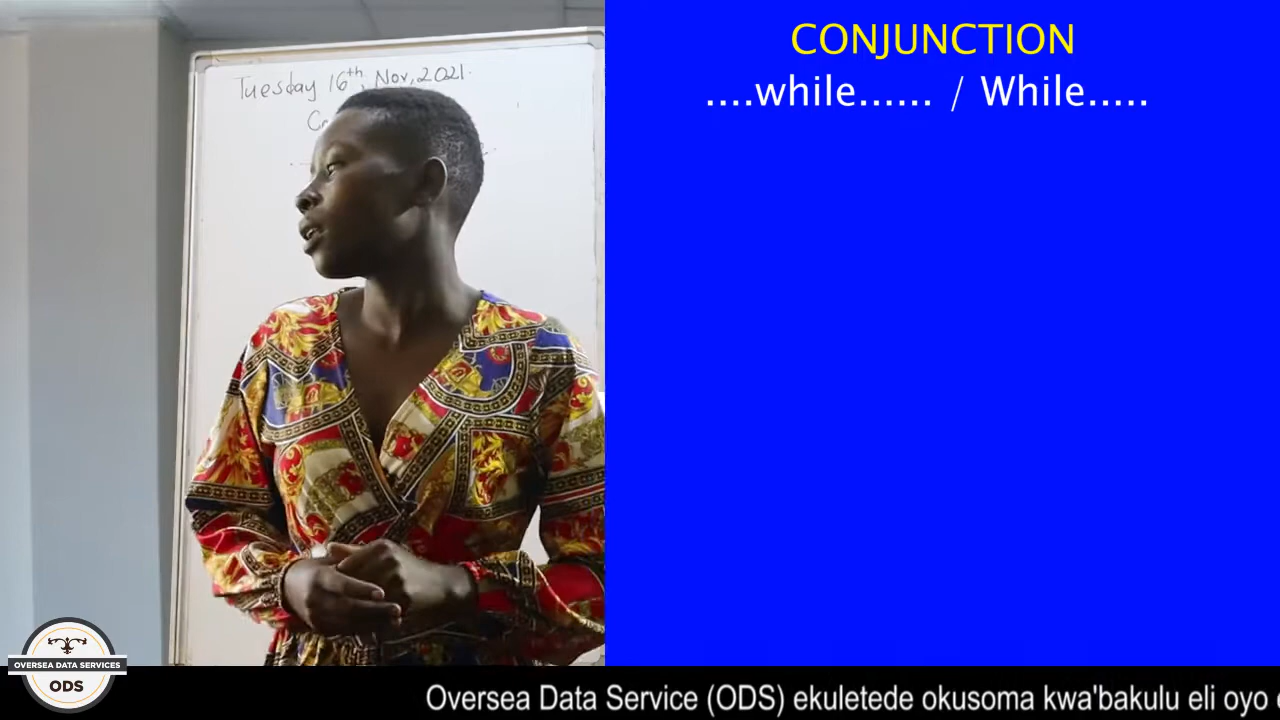 Tuesday 16th Nov, 2021.
CONJUNCTION
....while...... / While.....
OVERSEA DATA SERVICES
ODS
Oversea Data Service (ODS) ekuletede okusoma kwa'bakulu eli oyo